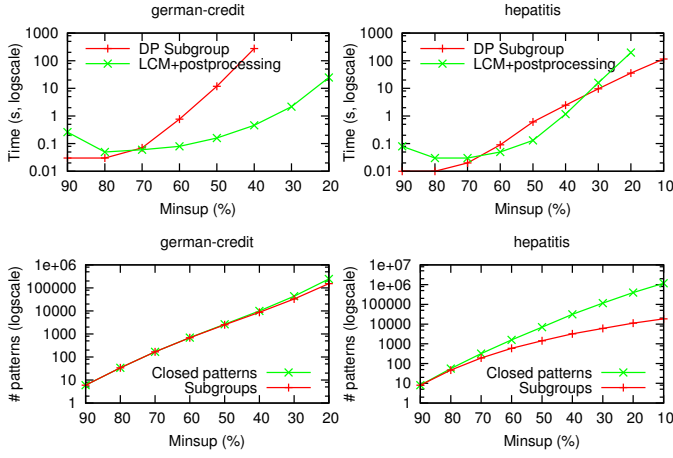 german-credit
1000
100
10
1
0.1
0.01
Time (s, logscale)
DP Subgroup
LCM+postprocessing
90 80 70 60 50 40 30 20
Minsup (%)
hepatitis
1000
100
10
1
0.1
0.01
Time (s, logscale)
DP Subgroup
LCM+postprocessing
90 80 70 60 50 40 30 20 10
Minsup (%)
german-credit
1e+06
100000
10000
1000
100
10
1
# patterns (logscale)
Closed patterns
Subgroups
90 80 70 60 50 40 30 20
Minsup (%)
hepatitis
1e+07
1e+06
100000
10000
1000
100
10
1
# patterns (logscale)
Closed patterns
Subgroups
90 80 70 60 50 40 30 20 10
Minsup (%)